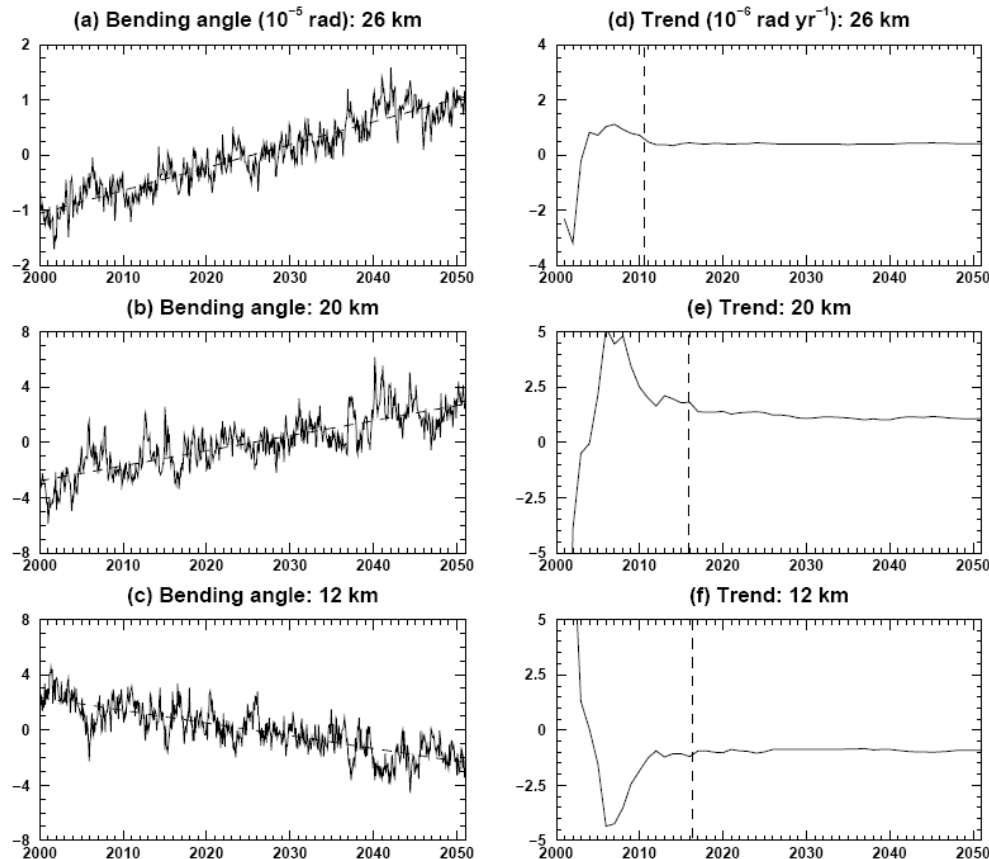 (a) Bending angle (10⁻⁵ rad): 26 km
2
1
0
−1
−2
2000 2010 2020 2030 2040 2050
(d) Trend (10⁻⁶ rad yr⁻¹): 26 km
4
2
0
−2
−4
2000 2010 2020 2030 2040 2050
(b) Bending angle: 20 km
8
4
0
−4
−8
2000 2010 2020 2030 2040 2050
(e) Trend: 20 km
5
2.5
0
−2.5
−5
2000 2010 2020 2030 2040 2050
(c) Bending angle: 12 km
8
4
0
−4
−8
2000 2010 2020 2030 2040 2050
(f) Trend: 12 km
5
2.5
0
−2.5
−5
2000 2010 2020 2030 2040 2050